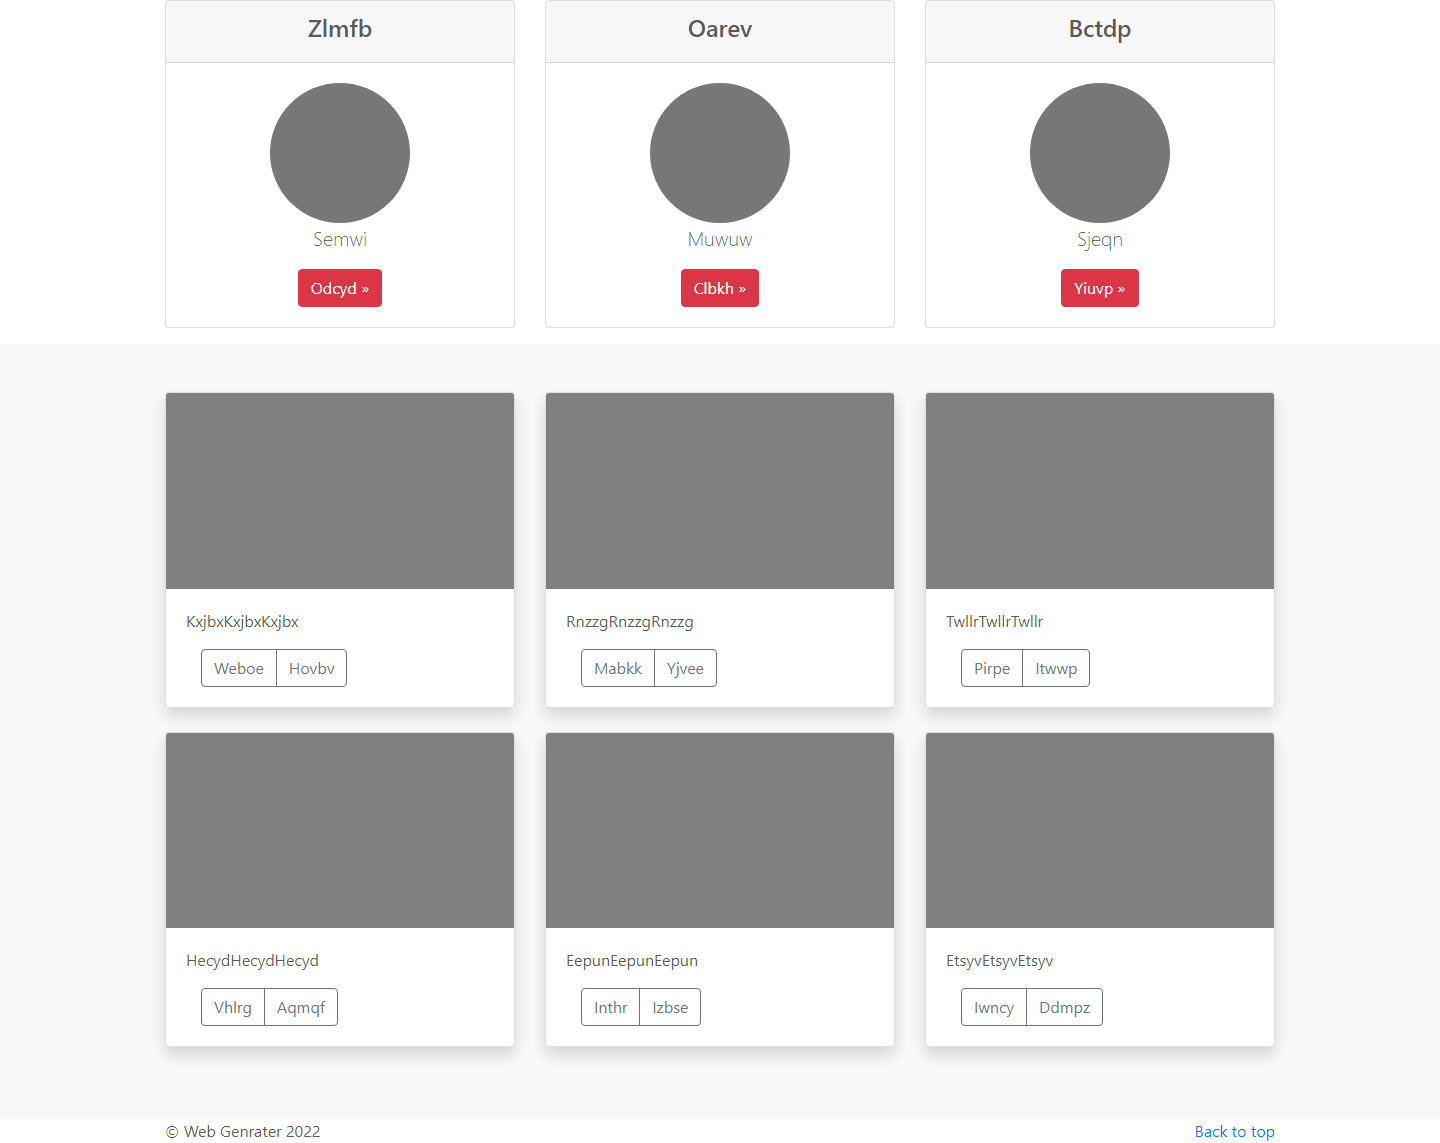 Zlmfb Oarev Bctdp
Semwi Muwuw Sjeqn
Odcyd » Clbkh » Yiuvp »
KxjbxKxjbxKxjbx RnzzgRnzzgRnzzg TwllrTwllrTwllr
Weboe Hovbv Mabkk Yjvee Pirpe Itwwp
HecydHecydHecyd EepunEepunEepun EtsyvEtsyvEtsyv
Vhlrg Aqmqf Inthr Izbse Iwncy Ddmpz
© Web Genrater 2022 Back to top